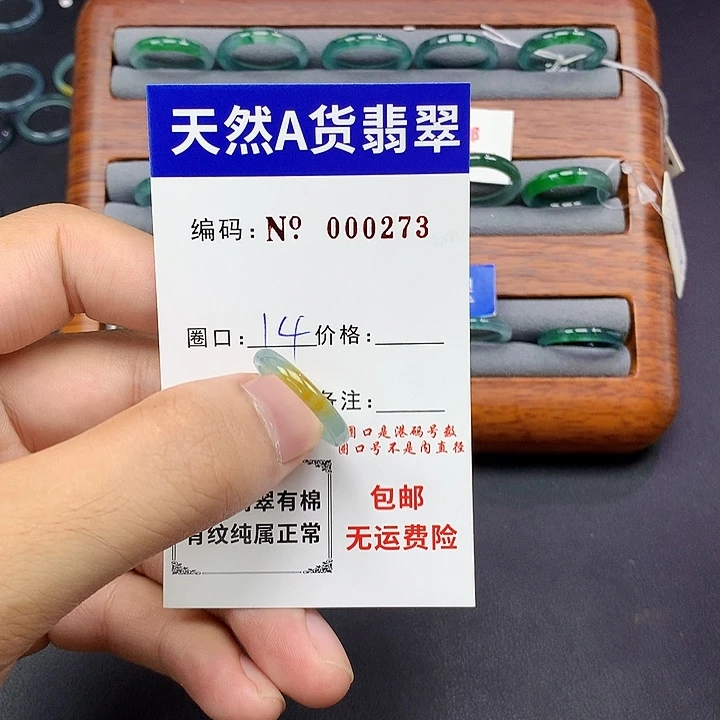 天然A货翡翠
编码：Nº 000273
圈口：14 价格：
备注：
圈口是港码号数
圈口号不是内直径
翠有棉
有纹纯属正常
包邮
无运费险